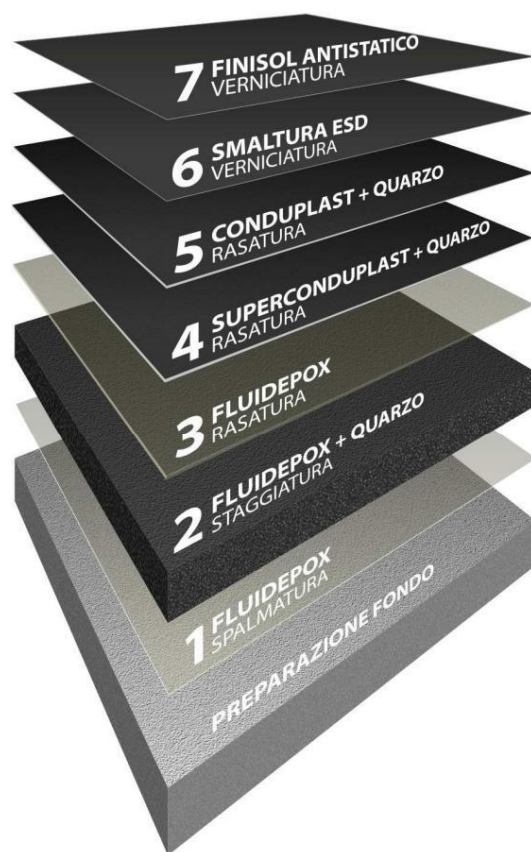 7 FINISOL ANTISTATICO
VERNICIATURA
6 SMALTURA ESD
VERNICIATURA
5 CONDUPLAST + QUARZO
RASATURA
4 SUPERCONDUPLAST + QUARZO
RASATURA
3 FLUIDEPOX
RASATURA
2 FLUIDEPOX + QUARZO
STAGGIATURA
1 FLUIDEPOX
SPALMATURA
PREPARAZIONE FONDO